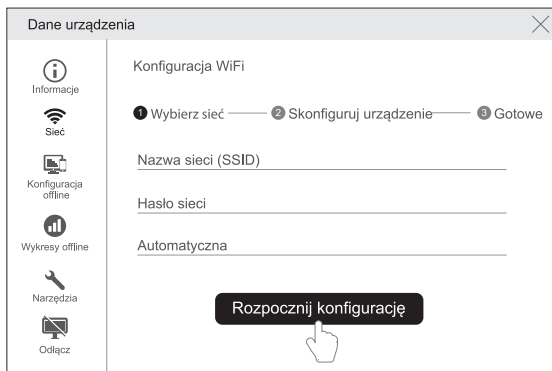 Dane urządzenia
Informacje
Sieć
Konfiguracja
offline
Wykresy offline
Narzędzia
Odłącz
Konfiguracja WiFi
1 Wybierz sieć 2 Skonfiguruj urządzenie 3 Gotowe
Nazwa sieci (SSID)
Hasło sieci
Automatyczna
Rozpocznij konfigurację